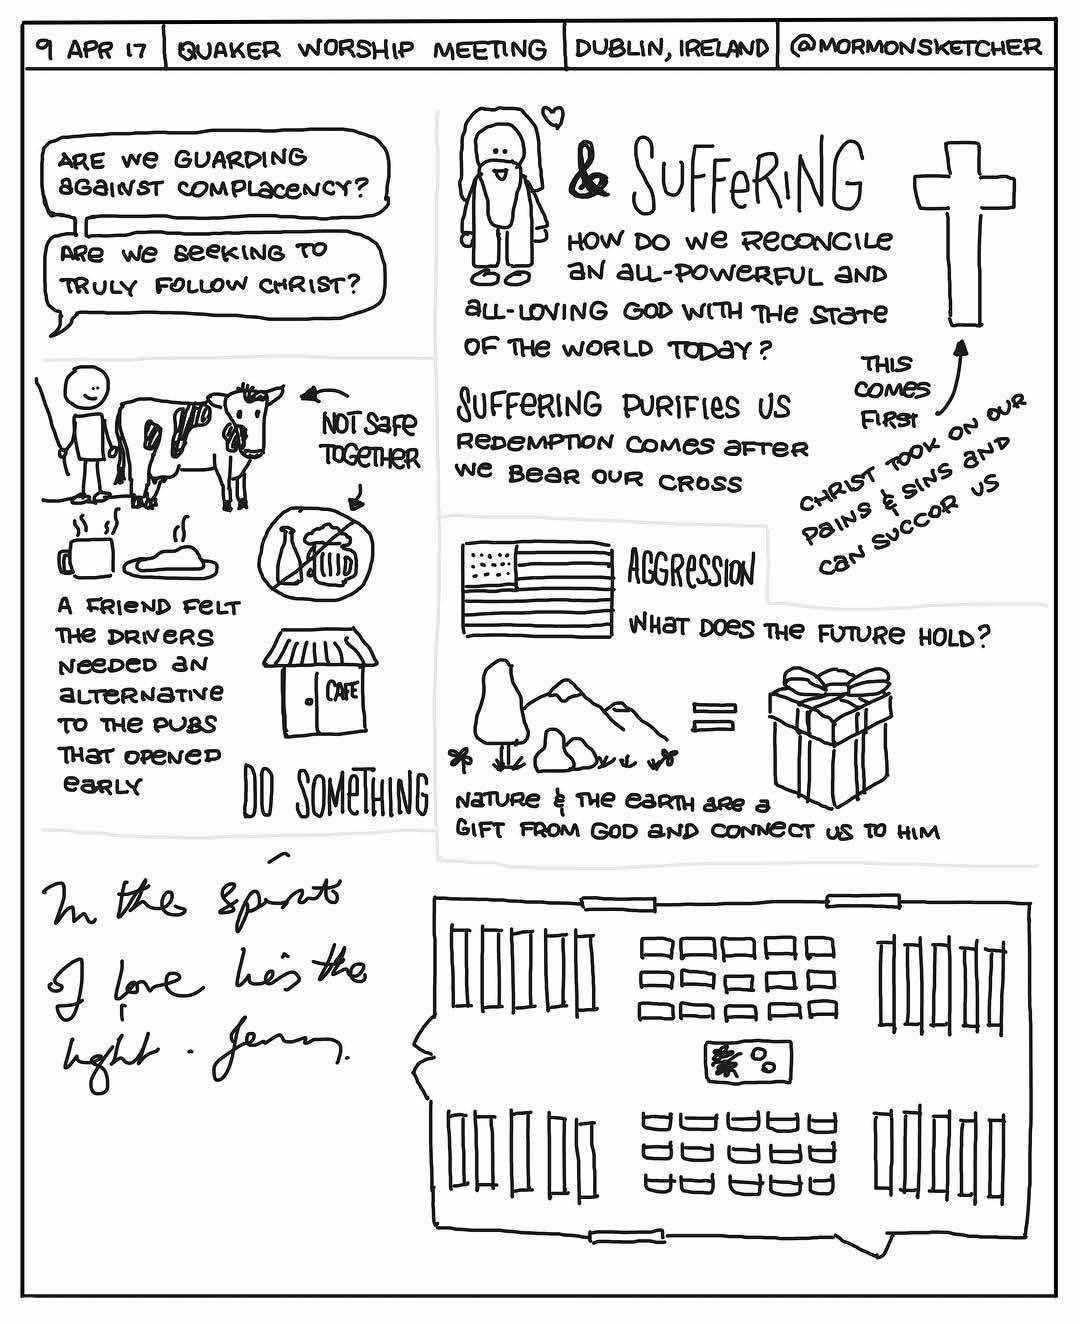 9 APR 17
QUAKER WORSHIP MEETING
DUBLIN, IRELAND
@MORMONSKETCHER
ARE WE GUARDING
AGAINST COMPLACENCY?
ARE WE SEEKING TO
TRULY FOLLOW CHRIST?
NOT SAFE
TOGETHER
A FRIEND FELT
THE DRIVERS
NEEDED AN
ALTERNATIVE
TO THE PUBS
THAT OPENED
EARLY
CAFE
DO SOMETHING
& SUFFERING
HOW DO WE RECONCILE
AN ALL-POWERFUL AND
ALL-LOVING GOD WITH THE STATE
OF THE WORLD TODAY?
SUFFERING PURIFIES US
REDEMPTION COMES AFTER
WE BEAR OUR CROSS
THIS
COMES
FIRST
CHRIST TOOK ON OUR
PAINS & SINS AND
CAN SUCCOR US
AGGRESSION
WHAT DOES THE FUTURE HOLD?
=
NATURE & THE EARTH ARE A
GIFT FROM GOD AND CONNECT US TO HIM
In the spirit
of love lies the
light. Jenny.